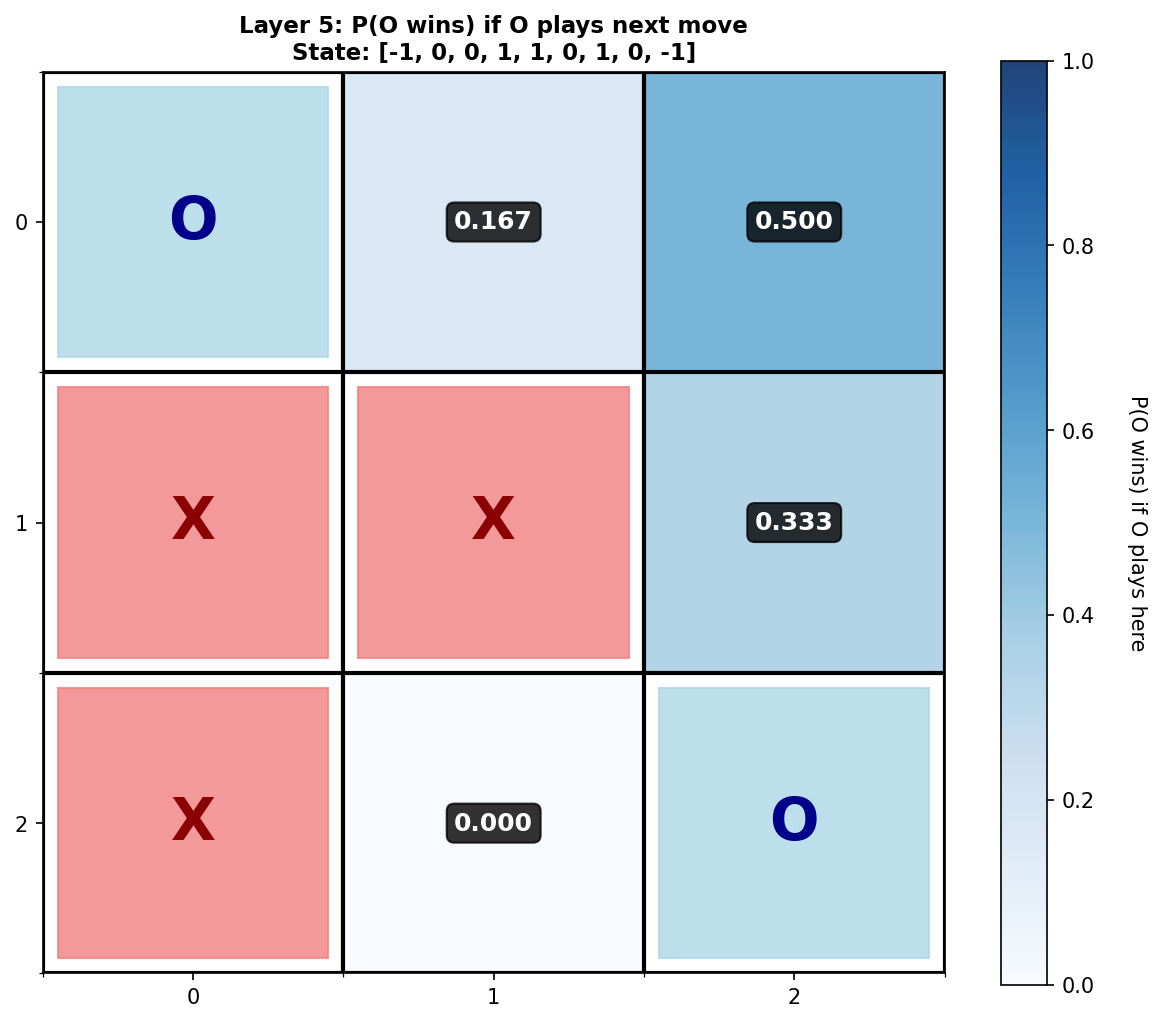 Layer 5: P(O wins) if O plays next move
State: [-1, 0, 0, 1, 1, 0, 1, 0, -1]
O
0.167
0.500
X
X
0.333
X
0.000
O
0
1
2
0
1
2
1.0
0.8
0.6
0.4
0.2
0.0
P(O wins) if O plays here